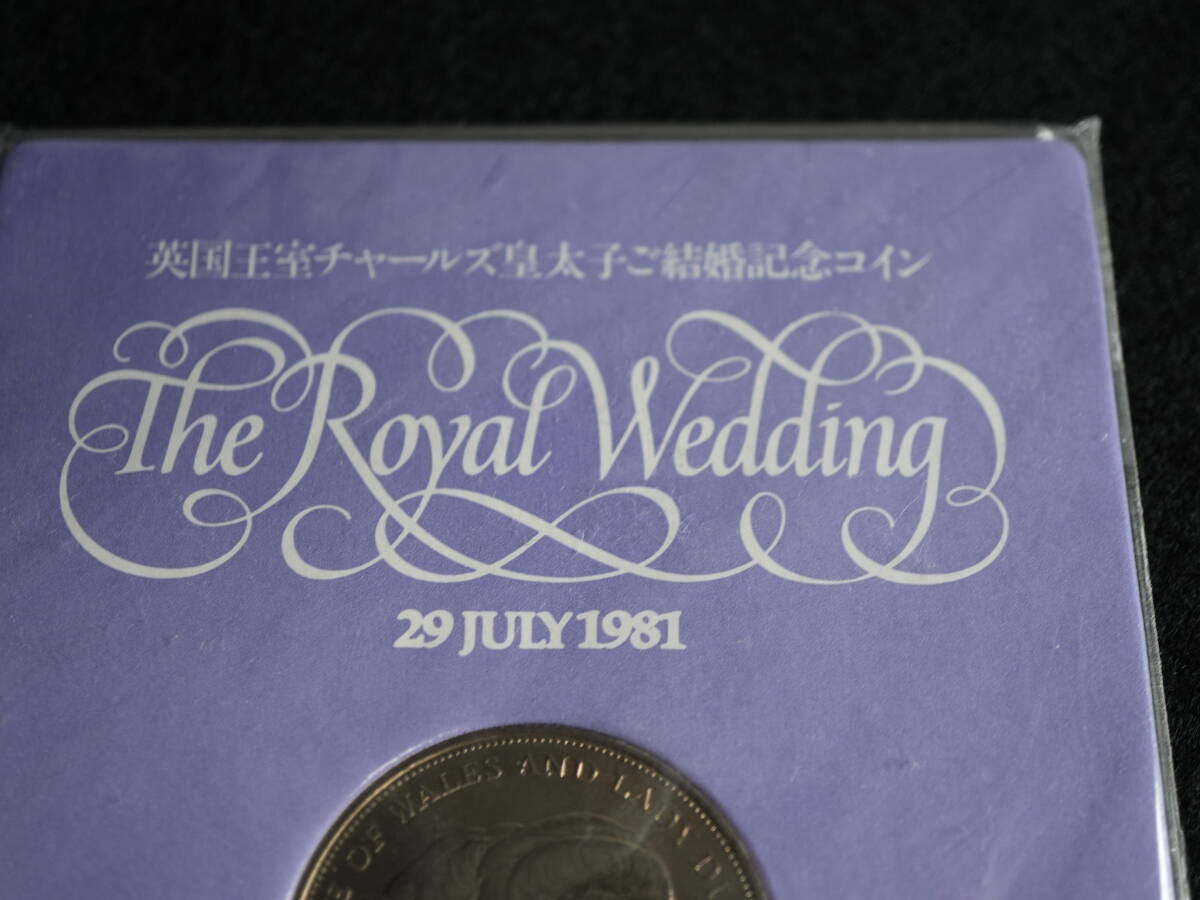 英国王室チャールズ皇太子ご結婚記念コイン
The Royal Wedding
29 JULY 1981
OF WALES AND LADY